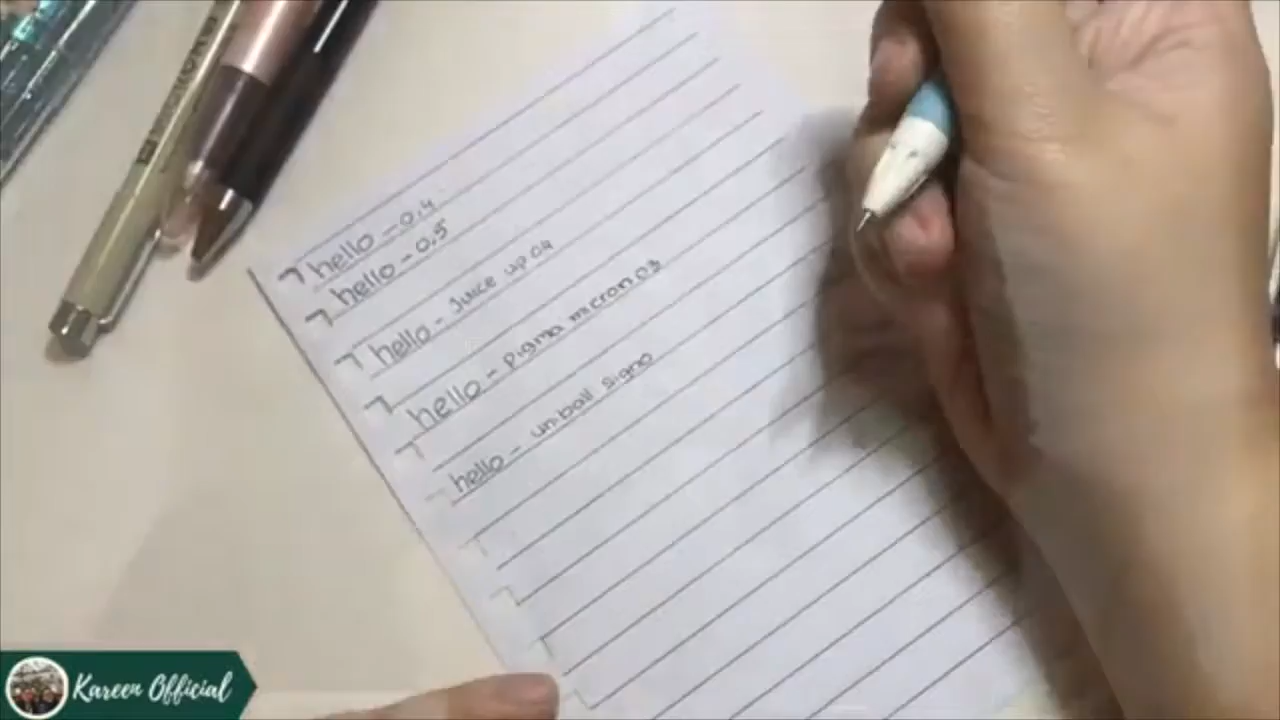 hello - 0.4
hello - 0.5
hello - Juice up 04
hello - pigma micron 03
hello - uniball signo
Kareen Official